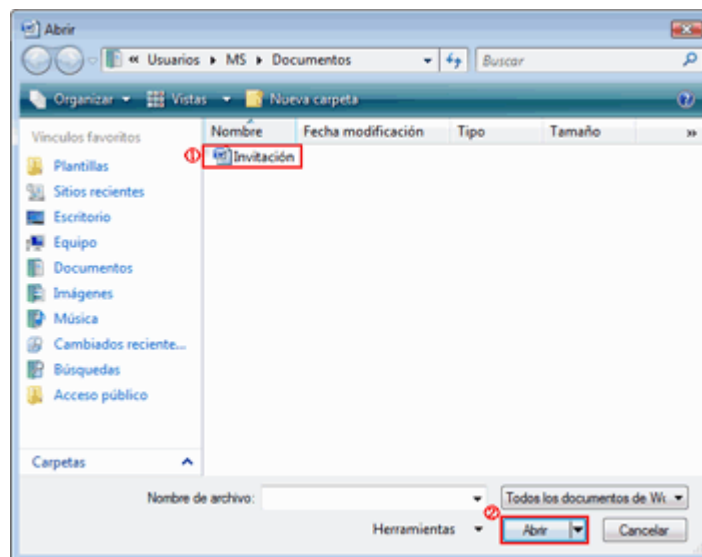 Abrir
« Usuarios ▸ MS ▸ Documentos Buscar
Organizar Vistas Nueva carpeta ?
Vínculos favoritos Nombre Fecha modificación Tipo Tamaño »
① Invitación
Plantillas
Sitios recientes
Escritorio
Equipo
Documentos
Imágenes
Música
Cambiados reciente...
Búsquedas
Acceso público
Carpetas
Nombre de archivo: Todos los documentos de
②
Herramientas Abrir Cancelar